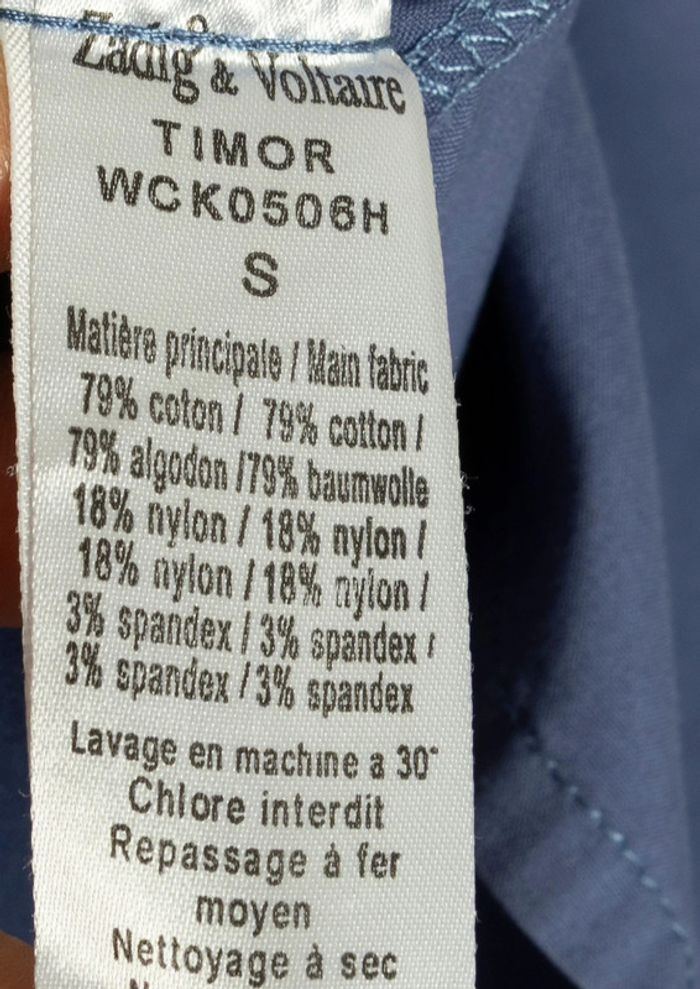 Zadig & Voltaire
TIMOR
WCK0506H
S
Matière principale / Main fabric
79% coton / 79% cotton /
79% algodon /79% baumwolle
18% nylon / 18% nylon /
18% nylon / 18% nylon /
3% spandex / 3% spandex /
3% spandex / 3% spandex
Lavage en machine a 30°
Chlore interdit
Repassage à fer
moyen
Nettoyage à sec